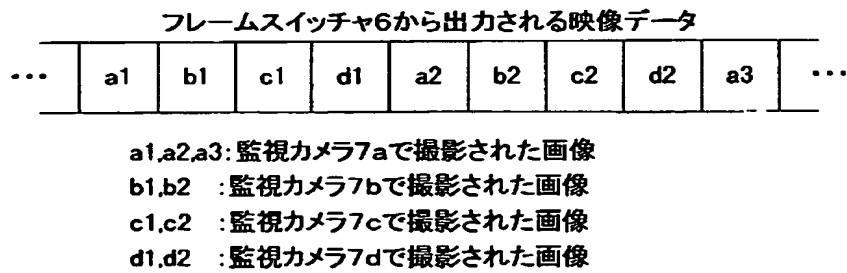 フレームスイッチャ6から出力される映像データ
… a1 b1 c1 d1 a2 b2 c2 d2 a3 …
a1,a2,a3:監視カメラ7aで撮影された画像
b1,b2 :監視カメラ7bで撮影された画像
c1,c2 :監視カメラ7cで撮影された画像
d1,d2 :監視カメラ7dで撮影された画像